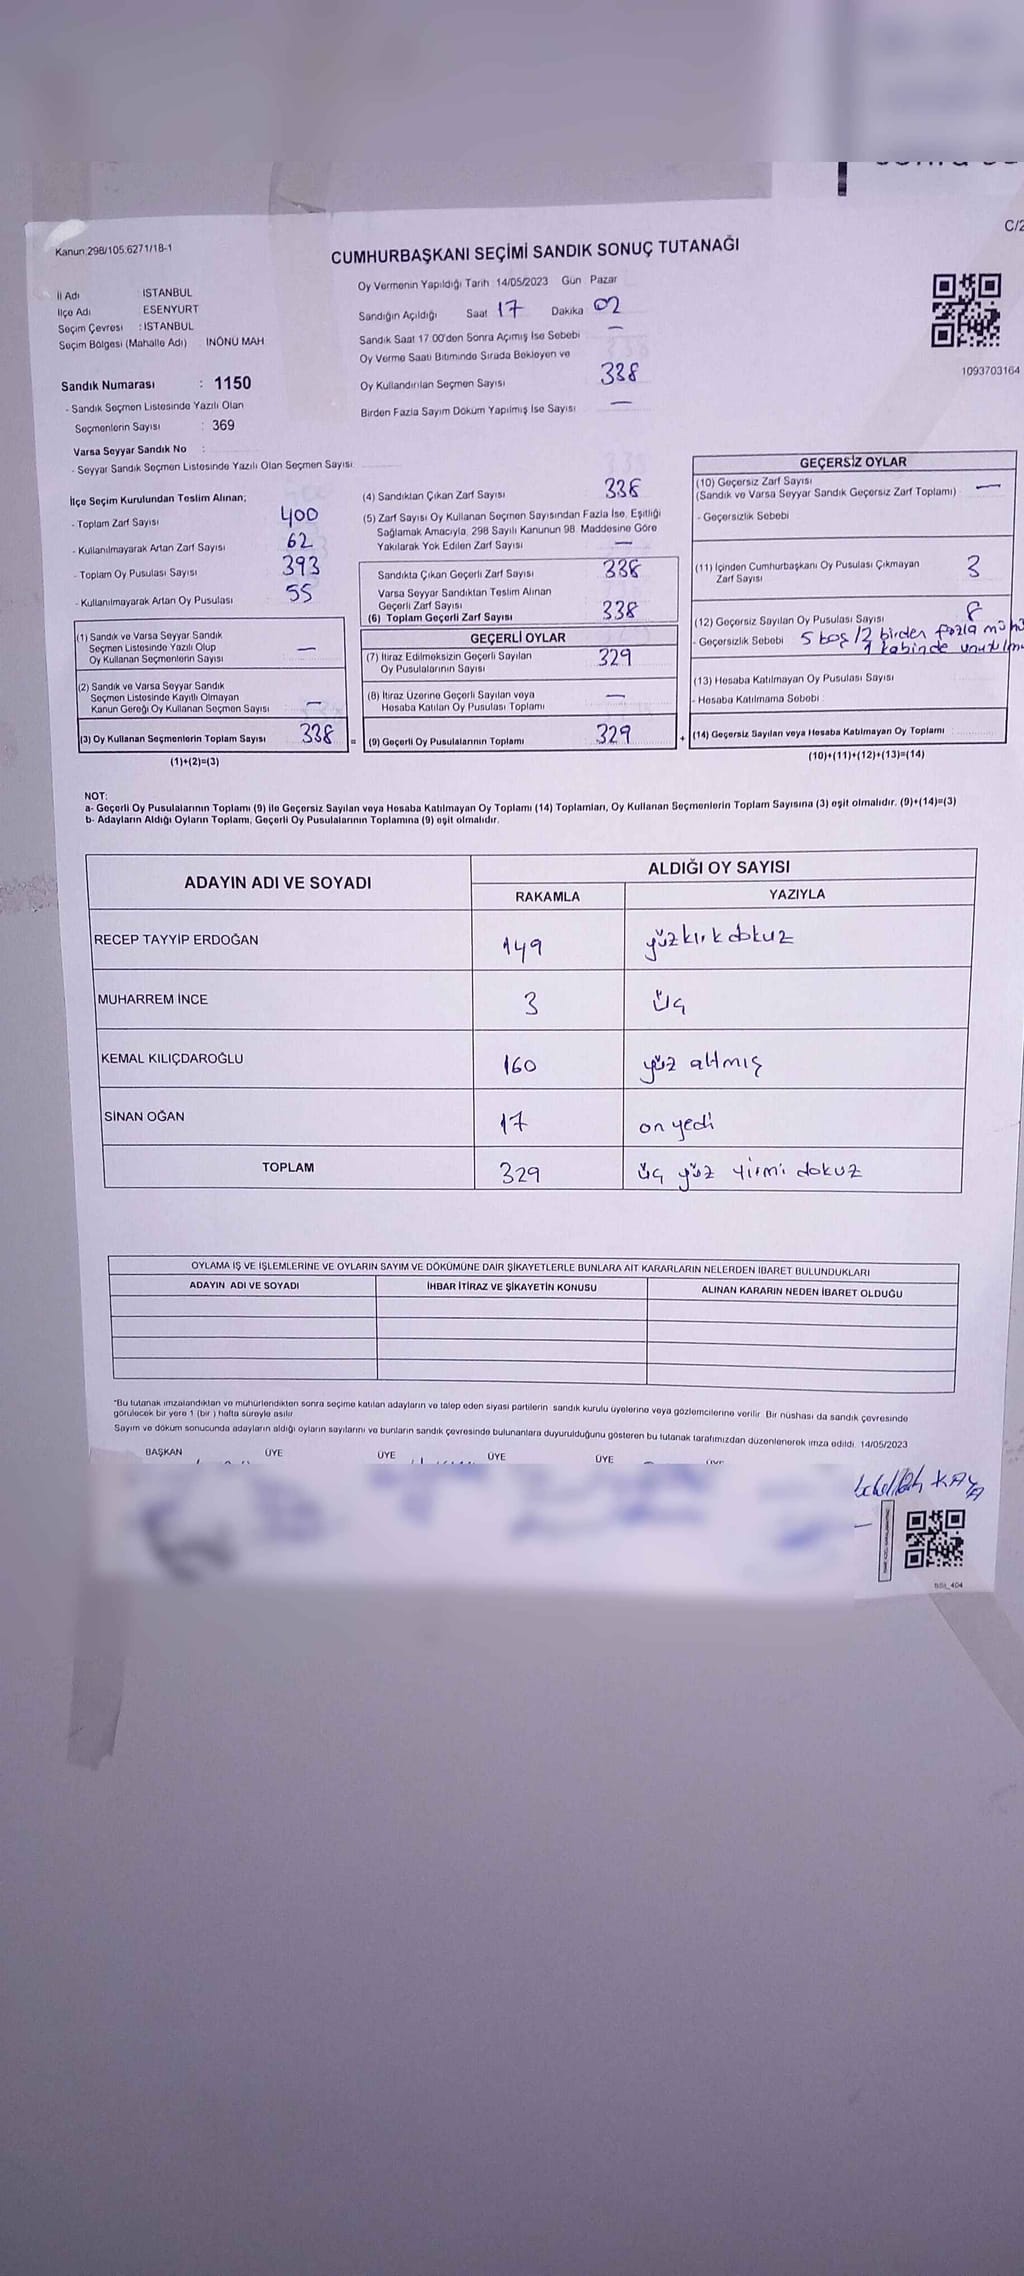 C/2
Kanun:298/105:6271/18-1
CUMHURBAŞKANI SEÇİMİ SANDIK SONUÇ TUTANAĞI
Oy Vermenin Yapıldığı Tarih 14/05/2023 Gün Pazar
İl Adı İSTANBUL
İlçe Adı ESENYURT
Seçim Çevresi : İSTANBUL
Seçim Bölgesi (Mahalle Adı) İNÖNÜ MAH
Sandığın Açıldığı Saat 17 Dakika 02
Sandık Saat 17 00'den Sonra Açımış İse Sebebi —
Oy Verme Saati Bitiminde Sırada Bekleyen ve
Oy Kullandırılan Seçmen Sayısı 338
Birden Fazla Sayım Döküm Yapılmış İse Sayısı —
1093703164
Sandık Numarası : 1150
- Sandık Seçmen Listesinde Yazılı Olan
Seçmenlerin Sayısı : 369
Varsa Seyyar Sandık No :
- Seyyar Sandık Seçmen Listesinde Yazılı Olan Seçmen Sayısı:
İlçe Seçim Kurulundan Teslim Alınan;
- Toplam Zarf Sayısı 400
- Kullanılmayarak Artan Zarf Sayısı 62
- Toplam Oy Pusulası Sayısı 393
- Kullanılmayarak Artan Oy Pusulası 55
(1) Sandık ve Varsa Seyyar Sandık
Seçmen Listesinde Yazılı Olup
Oy Kullanan Seçmenlerin Sayısı —
(2) Sandık ve Varsa Seyyar Sandık
Seçmen Listesinde Kayıtlı Olmayan
Kanun Gereği Oy Kullanan Seçmen Sayısı —
(3) Oy Kullanan Seçmenlerin Toplam Sayısı 338 =
(1)+(2)=(3)
(4) Sandıktan Çıkan Zarf Sayısı 338
(5) Zarf Sayısı Oy Kullanan Seçmen Sayısından Fazla İse, Eşitliği
Sağlamak Amacıyla, 298 Sayılı Kanunun 98. Maddesine Göre
Yakılarak Yok Edilen Zarf Sayısı —
Sandıkta Çıkan Geçerli Zarf Sayısı 338
Varsa Seyyar Sandıktan Teslim Alınan
Geçerli Zarf Sayısı
(6) Toplam Geçerli Zarf Sayısı 338
GEÇERLİ OYLAR
(7) İtiraz Edilmeksizin Geçerli Sayılan
Oy Pusulalarının Sayısı 329
(8) İtiraz Üzerine Geçerli Sayılan veya
Hesaba Katılan Oy Pusulası Toplamı —
(9) Geçerli Oy Pusulalarının Toplamı 329 +
GEÇERSİZ OYLAR
(10) Geçersiz Zarf Sayısı
(Sandık ve Varsa Seyyar Sandık Geçersiz Zarf Toplamı) —
- Geçersizlik Sebebi
(11) İçinden Cumhurbaşkanı Oy Pusulası Çıkmayan
Zarf Sayısı 3
(12) Geçersiz Sayılan Oy Pusulası Sayısı 8
- Geçersizlik Sebebi 5 boş / 2 birden fazla
1 kabinde
(13) Hesaba Katılmayan Oy Pusulası Sayısı
- Hesaba Katılmama Sebebi :
(14) Geçersiz Sayılan veya Hesaba Katılmayan Oy Toplamı
(10)+(11)+(12)+(13)=(14)
NOT:
a- Geçerli Oy Pusulalarının Toplamı (9) ile Geçersiz Sayılan veya Hesaba Katılmayan Oy Toplamı (14) Toplamları, Oy Kullanan Seçmenlerin Toplam Sayısına (3) eşit olmalıdır. (9)+(14)=(3)
b- Adayların Aldığı Oyların Toplamı, Geçerli Oy Pusulalarının Toplamına (9) eşit olmalıdır.
ADAYIN ADI VE SOYADI ALDIĞI OY SAYISI
RAKAMLA YAZIYLA
RECEP TAYYİP ERDOĞAN 149 yüzkırkdokuz
MUHARREM İNCE 3 üç
KEMAL KILIÇDAROĞLU 160 yüz altmış
SİNAN OĞAN 17 on yedi
TOPLAM 329 üç yüz yirmi dokuz
OYLAMA İŞ VE İŞLEMLERİNE VE OYLARIN SAYIM VE DÖKÜMÜNE DAİR ŞİKAYETLERLE BUNLARA AİT KARARLARIN NELERDEN İBARET BULUNDUKLARI
ADAYIN ADI VE SOYADI İHBAR İTİRAZ VE ŞİKAYETİN KONUSU ALINAN KARARIN NEDEN İBARET OLDUĞU
*Bu tutanak imzalandıktan ve mühürlendikten sonra seçime katılan adayların ve talep eden siyasi partilerin sandık kurulu üyelerine veya gözlemcilerine verilir. Bir nüshası da sandık çevresinde
görülecek bir yere 1 (bir ) hafta süreyle asılır.
Sayım ve döküm sonucunda adayların aldığı oyların sayılarını ve bunların sandık çevresinde bulunanlara duyurulduğunu gösteren bu tutanak tarafımızdan düzenlenerek imza edildi. 14/05/2023
BAŞKAN ÜYE ÜYE ÜYE ÜYE
KAYA